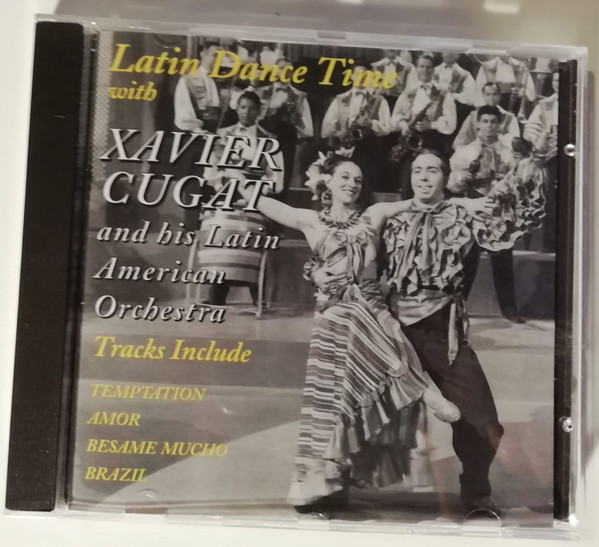 Latin Dance Time
with
XAVIER
CUGAT
and his Latin
American
Orchestra
Tracks Include
TEMPTATION
AMOR
BESAME MUCHO
BRAZIL